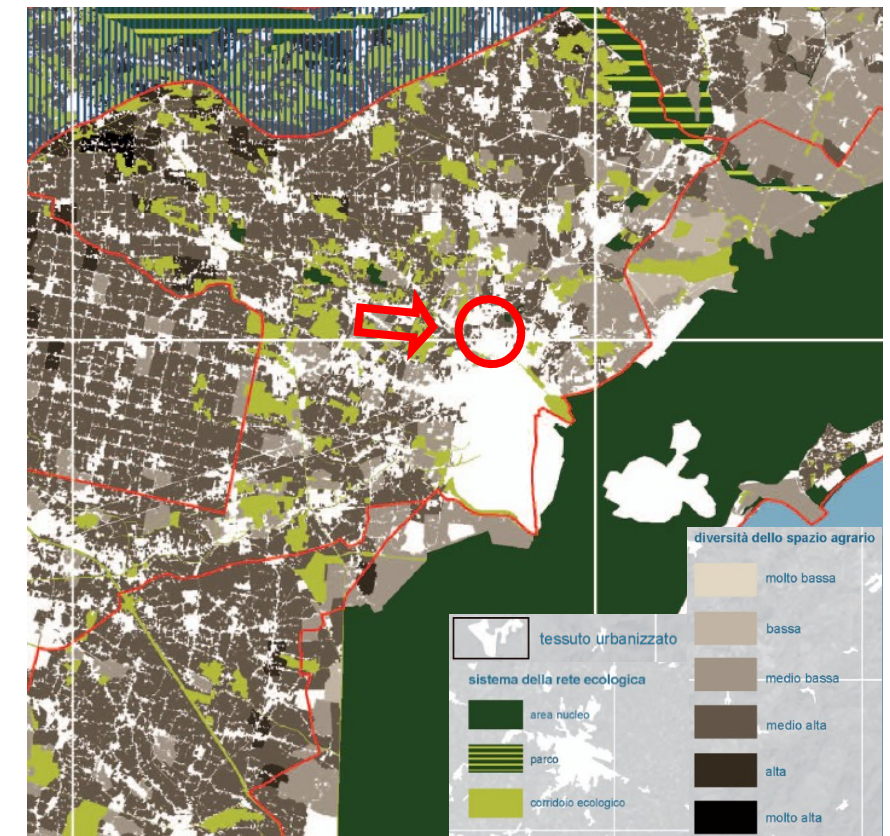 tessuto urbanizzato
sistema della rete ecologica
area nucleo
parco
corridoio ecologico
diversità dello spazio agrario
molto bassa
bassa
medio bassa
medio alta
alta
molto alta